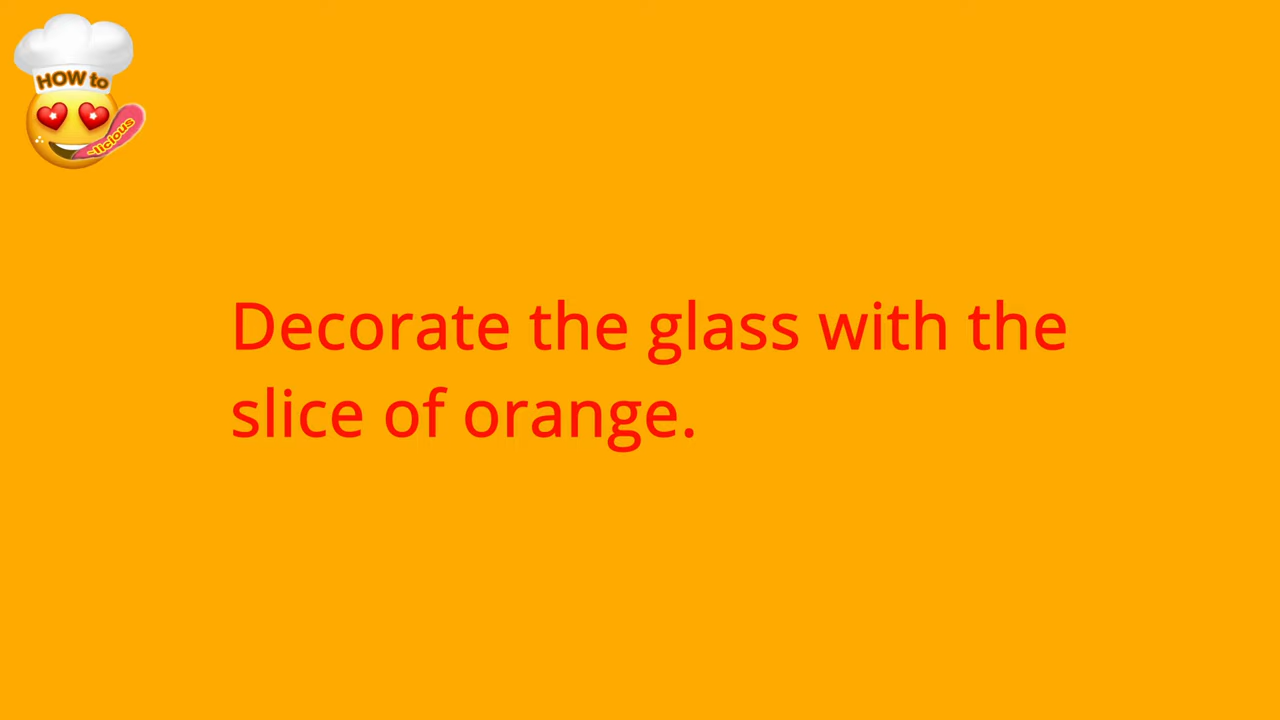 HOW to
-licious
Decorate the glass with the
slice of orange.